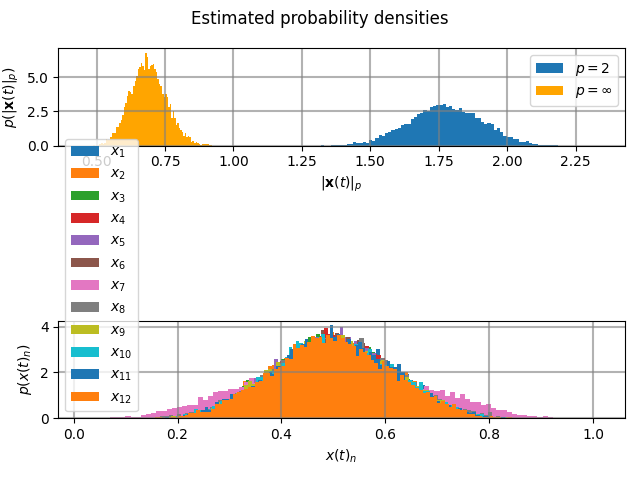 Estimated probability densities
p(|x(t)|ₚ)
5.0
2.5
0.0
p = 2
p = ∞
0.50 0.75 1.00 1.25 1.50 1.75 2.00 2.25
|x(t)|ₚ
x₁
x₂
x₃
x₄
x₅
x₆
x₇
x₈
x₉
x₁₀
x₁₁
x₁₂
p(x(t)ₙ)
4
2
0
0.0 0.2 0.4 0.6 0.8 1.0
x(t)ₙ